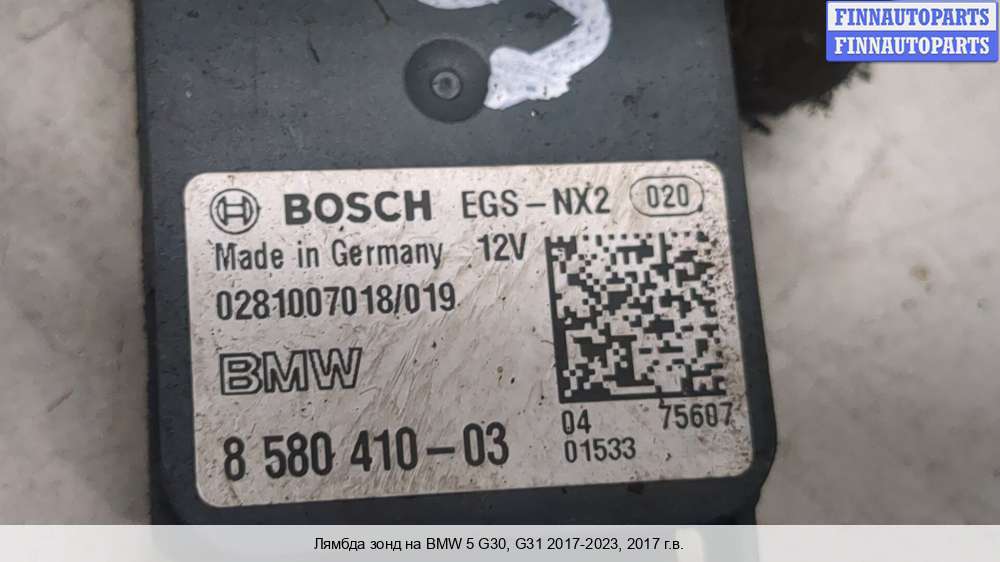 FINNAUTOPARTS
FINNAUTOPARTS
BOSCH EGS-NX2 020
Made in Germany 12V
0281007018/019
BMW
8 580 410-03
04 75607
01533
Лямбда зонд на BMW 5 G30, G31 2017-2023, 2017 г.в.